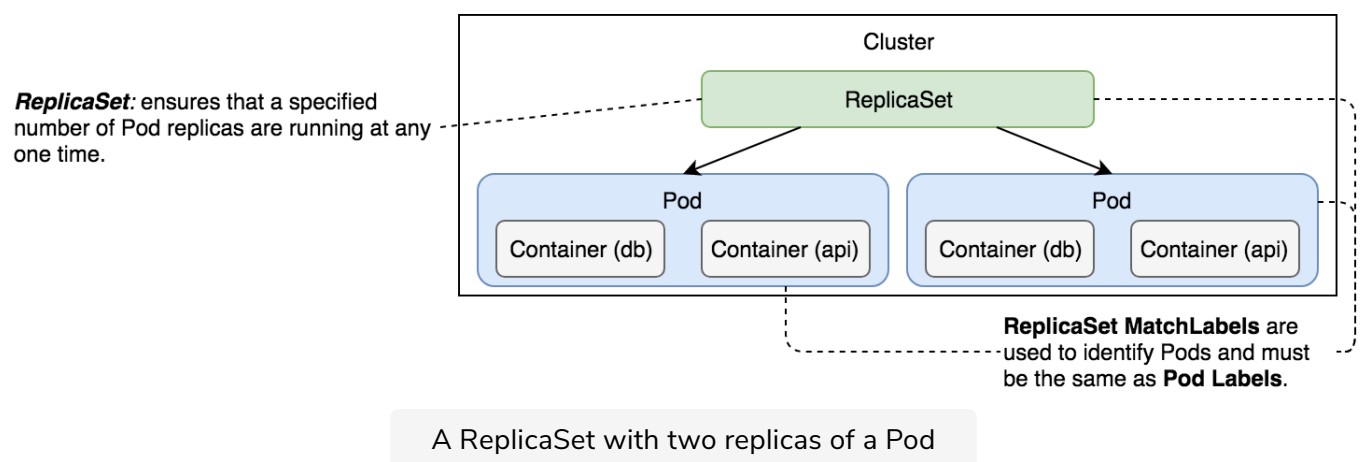 Cluster
ReplicaSet
ReplicaSet: ensures that a specified
number of Pod replicas are running at any
one time.
Pod
Container (db)
Container (api)
Pod
Container (db)
Container (api)
ReplicaSet MatchLabels are
used to identify Pods and must
be the same as Pod Labels.
A ReplicaSet with two replicas of a Pod